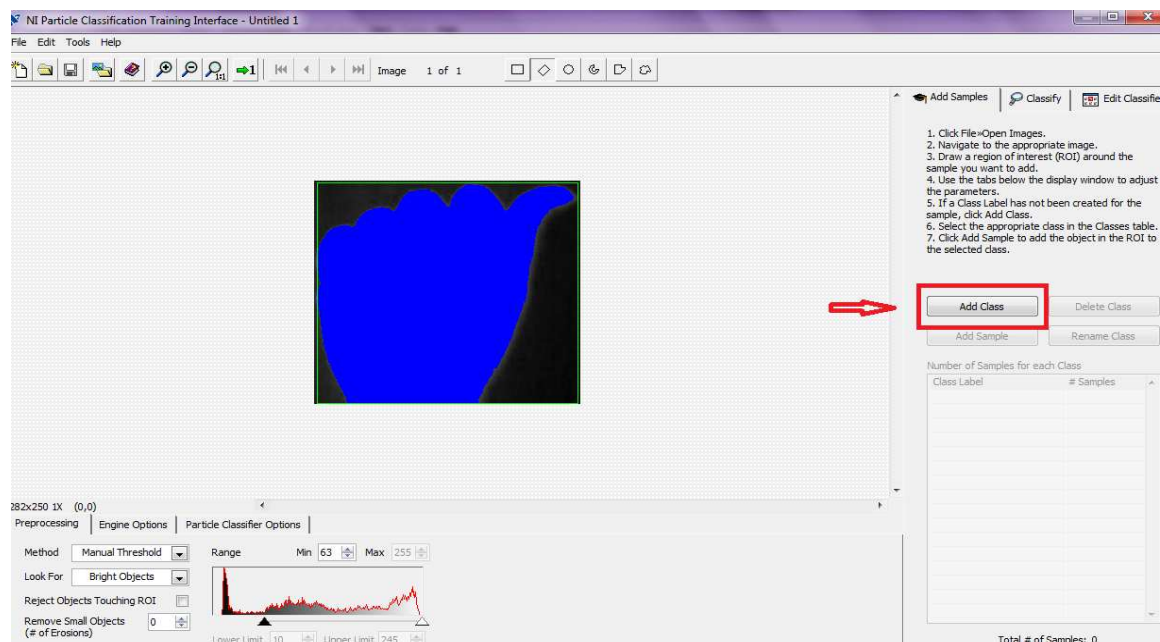 NI Particle Classification Training Interface - Untitled 1
File Edit Tools Help
1:1 1 Image 1 of 1
Add Samples Classify Edit Classifie
1. Click File»Open Images.
2. Navigate to the appropriate image.
3. Draw a region of interest (ROI) around the
sample you want to add.
4. Use the tabs below the display window to adjust
the parameters.
5. If a Class Label has not been created for the
sample, click Add Class.
6. Select the appropriate class in the Classes table.
7. Click Add Sample to add the object in the ROI to
the selected class.
Add Class Delete Class
Add Sample Rename Class
Number of Samples for each Class
Class Label # Samples
282x250 1X (0,0)
Preprocessing Engine Options Particle Classifier Options
Method Manual Threshold Range Min 63 Max 255
Look For Bright Objects
Reject Objects Touching ROI
Remove Small Objects 0
(# of Erosions)
Lower Limit 10 Upper Limit 245
Total # of Samples: 0